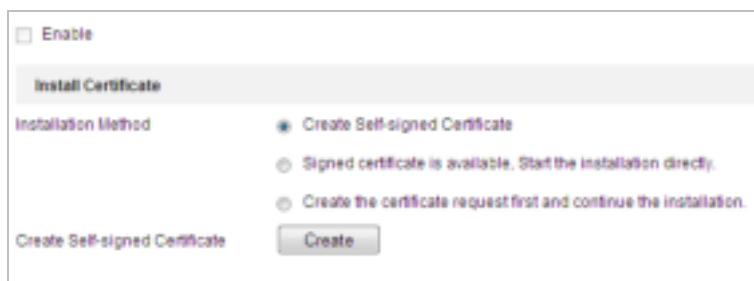 Enable
Install Certificate
Installation Method
Create Self-signed Certificate
Signed certificate is available, Start the installation directly.
Create the certificate request first and continue the installation.
Create Self-signed Certificate
Create